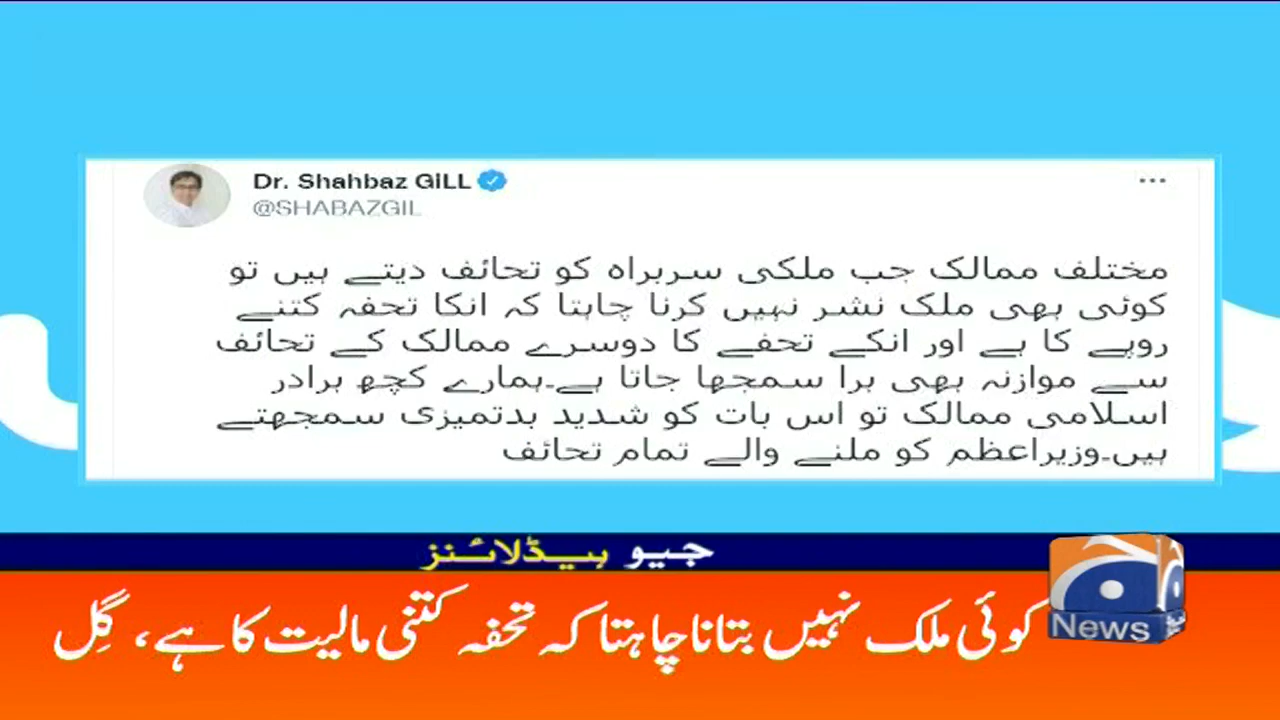 Dr. Shahbaz GiLL
@SHABAZGIL
مختلف ممالک جب ملکی سربراہ کو تحائف دیتے ہیں تو
کوئی بھی ملک نشر نہیں کرنا چاہتا کہ انکا تحفہ کتنے
روپے کا ہے اور انکے تحفے کا دوسرے ممالک کے تحائف
سے موازنہ بھی برا سمجھا جاتا ہے۔ہمارے کچھ برادر
اسلامی ممالک تو اس بات کو شدید بدتمیزی سمجھتے
ہیں۔وزیراعظم کو ملنے والے تمام تحائف
جیو ہیڈلائنز
کوئی ملک نہیں بتانا چاہتا کہ تحفہ کتنی مالیت کا ہے، گِل
News